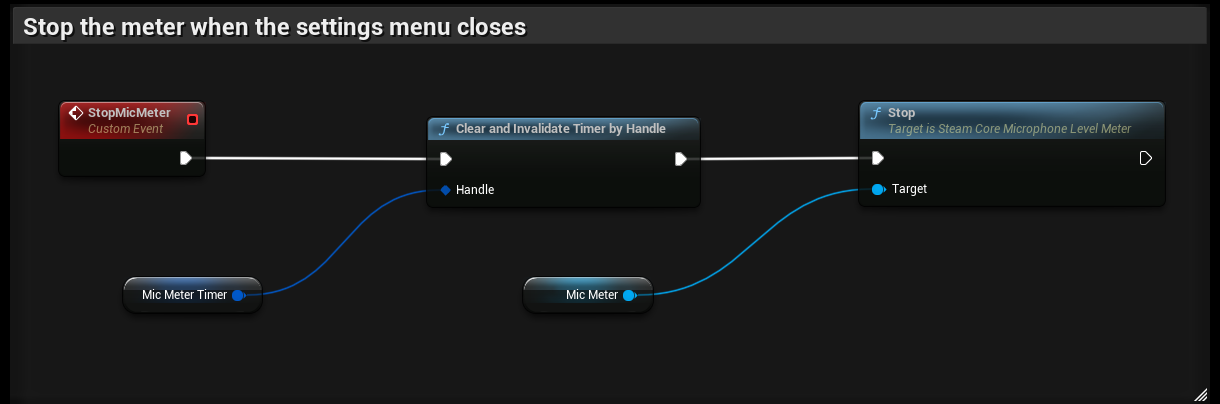 Stop the meter when the settings menu closes
StopMicMeter
Custom Event
Clear and Invalidate Timer by Handle
Handle
Stop
Target is Steam Core Microphone Level Meter
Target
Mic Meter Timer
Mic Meter